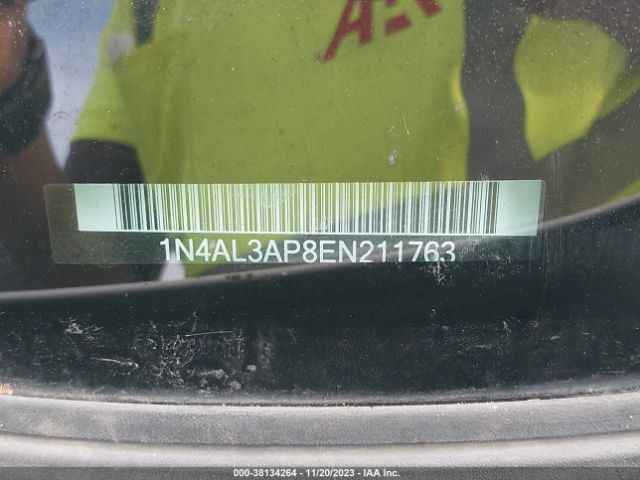 1N4AL3AP8EN211763
000-38134264 - 11/20/2023 - IAA Inc.